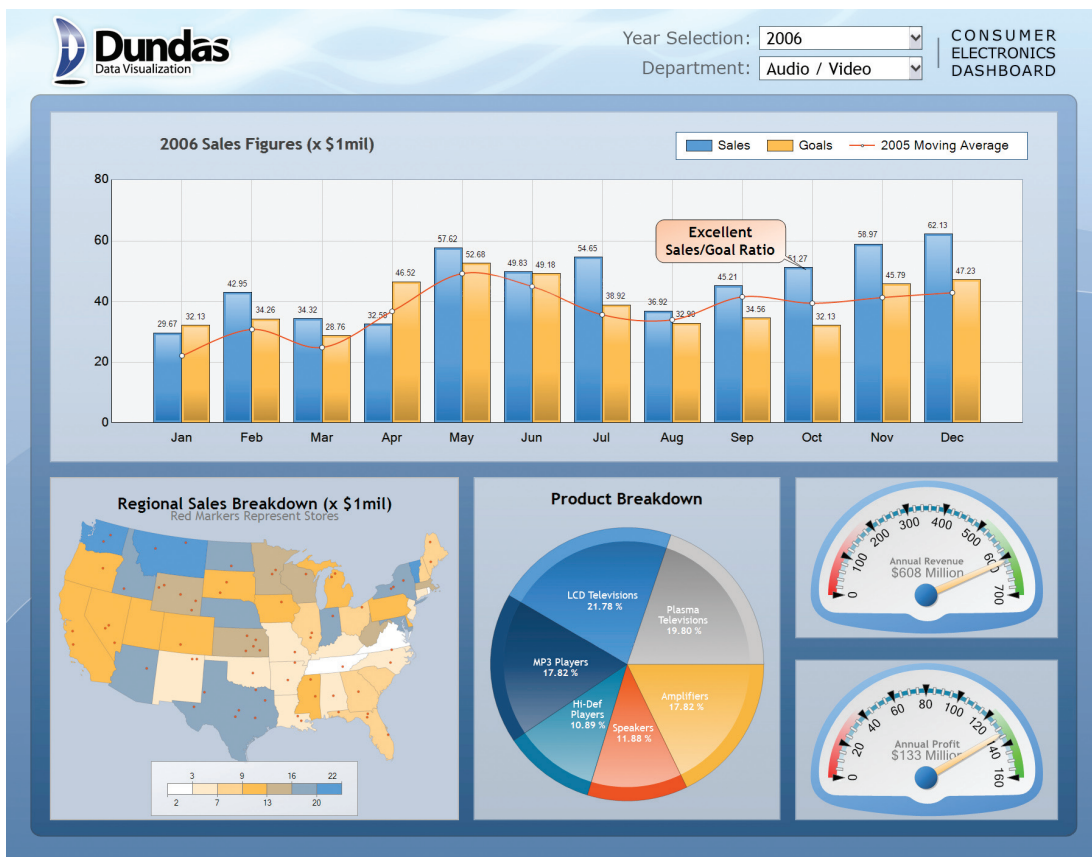 Dundas
Data Visualization
Year Selection: 2006
Department: Audio / Video
CONSUMER
ELECTRONICS
DASHBOARD
2006 Sales Figures (x $1mil)
Sales Goals 2005 Moving Average
80
60
40
20
0
29.67 32.13 42.95 34.26 34.32 28.76 32.58 46.52 57.62 52.68 49.83 49.18 54.65 38.92 36.92 32.90 45.21 34.56 51.27 32.13 58.97 45.79 62.13 47.23
Excellent
Sales/Goal Ratio
Jan Feb Mar Apr May Jun Jul Aug Sep Oct Nov Dec
Regional Sales Breakdown (x $1mil)
Red Markers Represent Stores
3 9 16 22
2 7 13 20
Product Breakdown
LCD Televisions
21.78 %
Plasma
Televisions
19.80 %
MP3 Players
17.82 %
Hi-Def
Players
10.89 %
Speakers
11.88 %
Amplifiers
17.82 %
0 100 200 300 400 500 600 700
Annual Revenue
$608 Million
0 20 40 60 80 100 120 140 160
Annual Profit
$133 Million